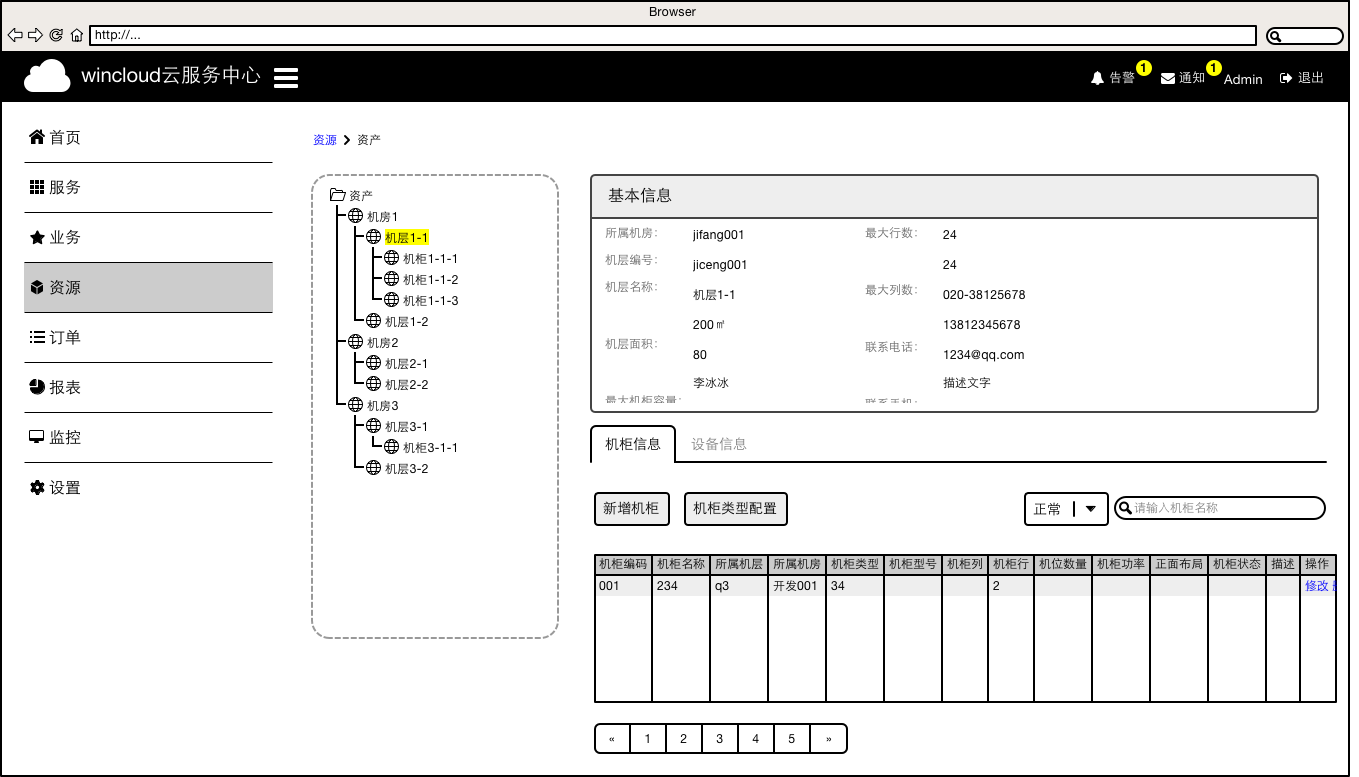 Browser
http://...
wincloud云服务中心
告警 1 通知 1 Admin 退出
首页
服务
业务
资源
订单
报表
监控
设置
资源 资产
资产
机房1
机层1-1
机柜1-1-1
机柜1-1-2
机柜1-1-3
机层1-2
机房2
机层2-1
机层2-2
机房3
机层3-1
机柜3-1-1
机层3-2
基本信息
所属机房: jifang001 最大行数: 24
机层编号: jiceng001 24
机层名称: 机层1-1 最大列数: 020-38125678
200㎡ 13812345678
机层面积: 80 联系电话: 1234@qq.com
李冰冰 描述文字
最大机柜容量: 联系手机:
机柜信息 设备信息
新增机柜 机柜类型配置 正常 请输入机柜名称
机柜编码 机柜名称 所属机层 所属机房 机柜类型 机柜型号 机柜列 机柜行 机位数量 机柜功率 正面布局 机柜状态 描述 操作
001 234 q3 开发001 34 2 修改
« 1 2 3 4 5 »